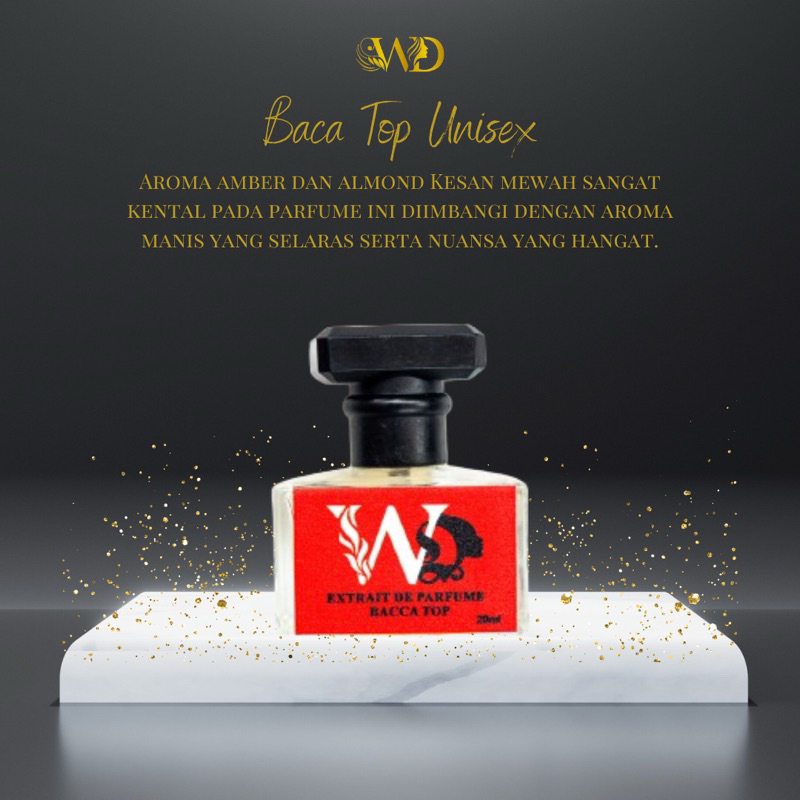 WD
Baca Top Unisex
Aroma amber dan almond Kesan mewah sangat
kental pada parfume ini diimbangi dengan aroma
manis yang selaras serta nuansa yang hangat.
WD
EXTRAIT DE PARFUME
BACCA TOP
20ml